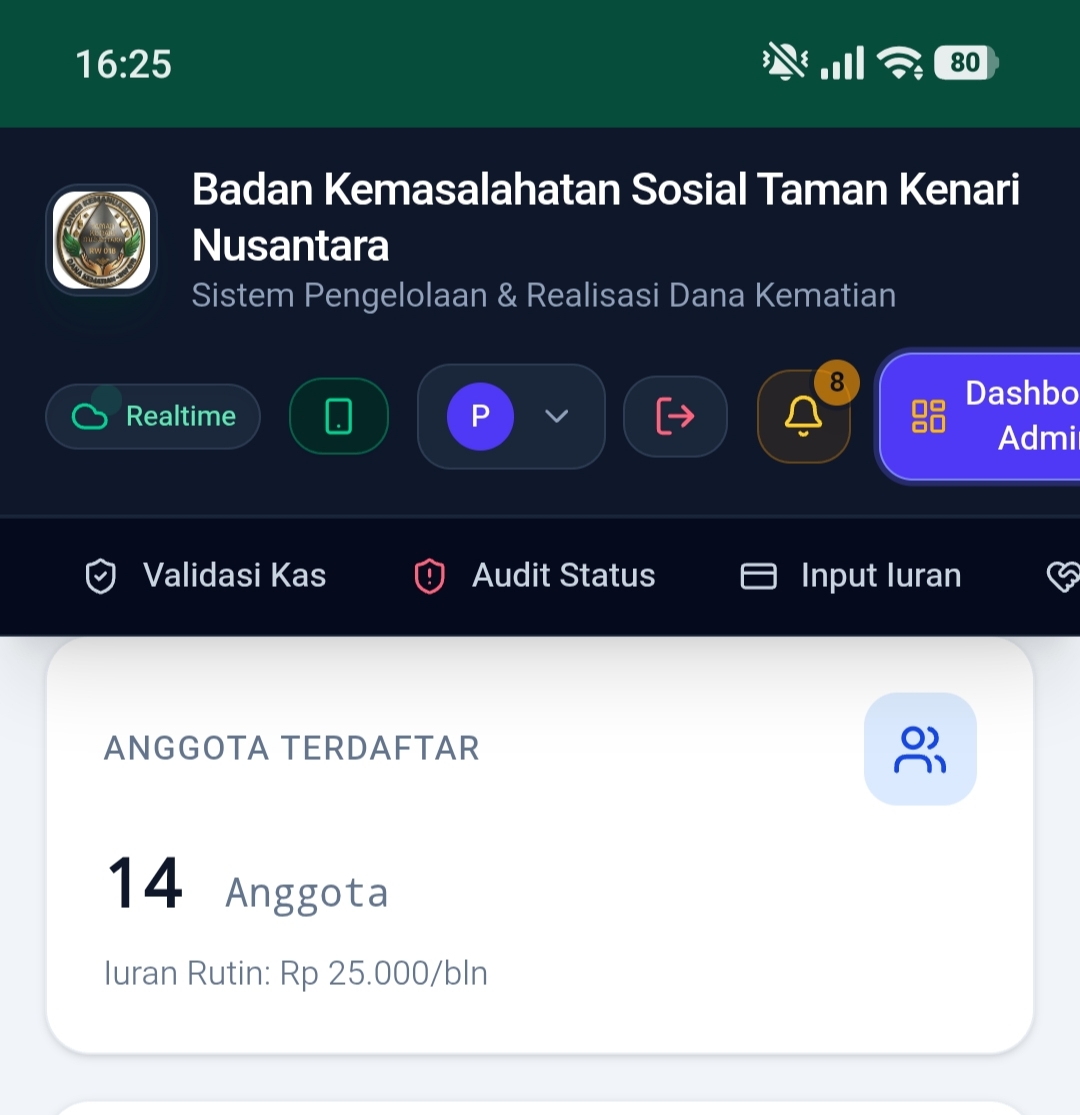 16:25
80
Badan Kemasalahatan Sosial Taman Kenari
Nusantara
Sistem Pengelolaan & Realisasi Dana Kematian
Realtime
P
8
Dashbo
Admi
Validasi Kas
Audit Status
Input Iuran
ANGGOTA TERDAFTAR
14 Anggota
Iuran Rutin: Rp 25.000/bln